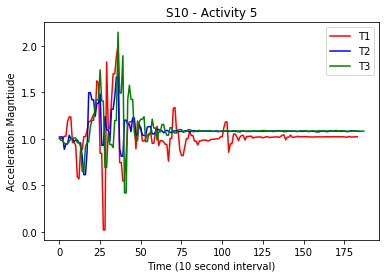 S10 - Activity 5
T1
T2
T3
Acceleration Magntiude
2.0
1.5
1.0
0.5
0.0
0 25 50 75 100 125 150 175
Time (10 second interval)